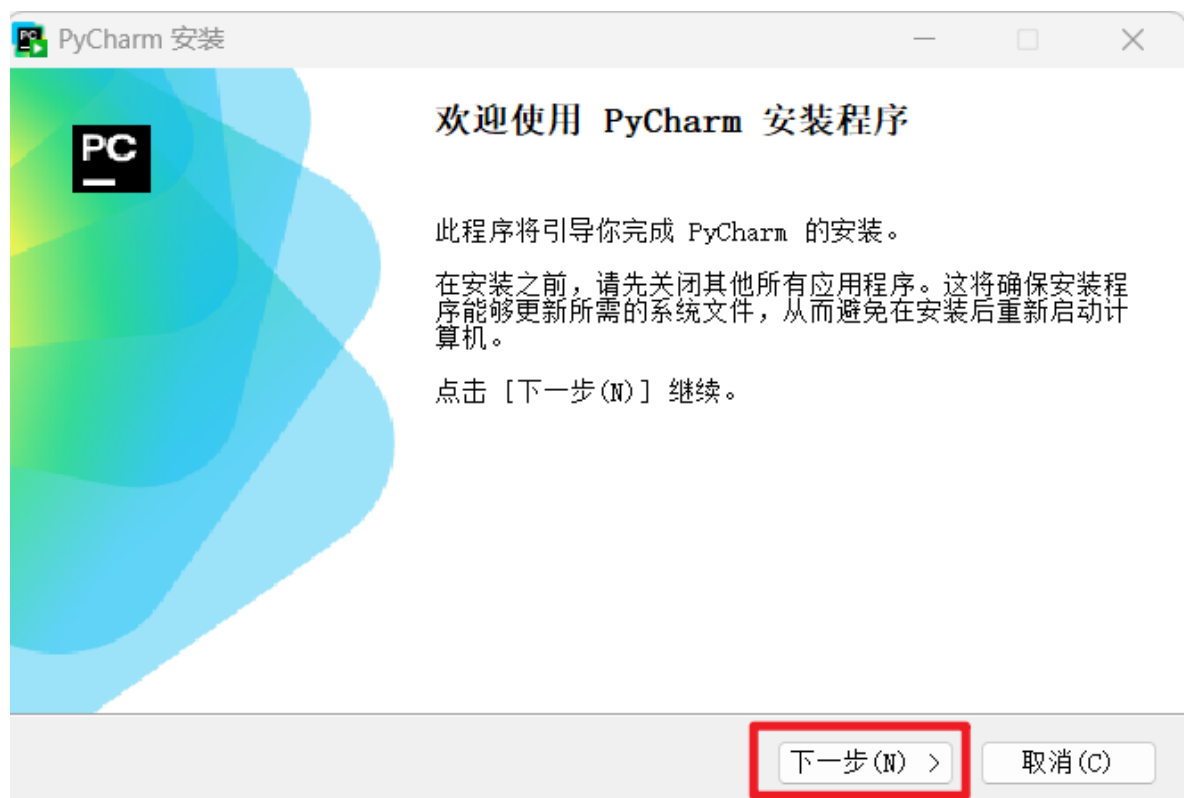 PyCharm 安装
PC
欢迎使用 PyCharm 安装程序
此程序将引导你完成 PyCharm 的安装。
在安装之前，请先关闭其他所有应用程序。这将确保安装程
序能够更新所需的系统文件，从而避免在安装后重新启动计
算机。
点击 [下一步(N)] 继续。
下一步(N) >
取消(C)